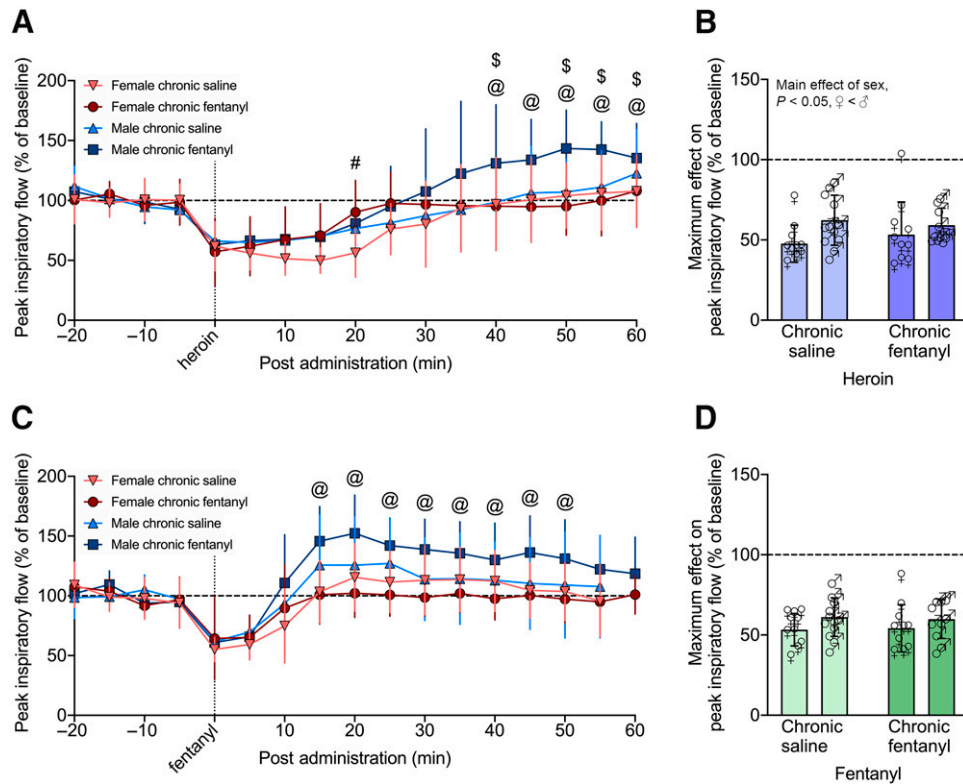 A
Peak inspiratory flow (% of baseline)
200
150
100
50
0
Female chronic saline
Female chronic fentanyl
Male chronic saline
Male chronic fentanyl
#
$ $ $ $
@ @ @ @ @
–20 –10 10 20 30 40 50 60
heroin
Post administration (min)
B
Maximum effect on
peak inspiratory flow (% of baseline)
150
100
50
0
Main effect of sex,
P < 0.05, ♀ < ♂
Chronic saline
Chronic fentanyl
Heroin
C
Peak inspiratory flow (% of baseline)
200
150
100
50
0
Female chronic saline
Female chronic fentanyl
Male chronic saline
Male chronic fentanyl
@ @ @ @ @ @ @ @
–20 –10 10 20 30 40 50 60
fentanyl
Post administration (min)
D
Maximum effect on
peak inspiratory flow (% of baseline)
150
100
50
0
Chronic saline
Chronic fentanyl
Fentanyl